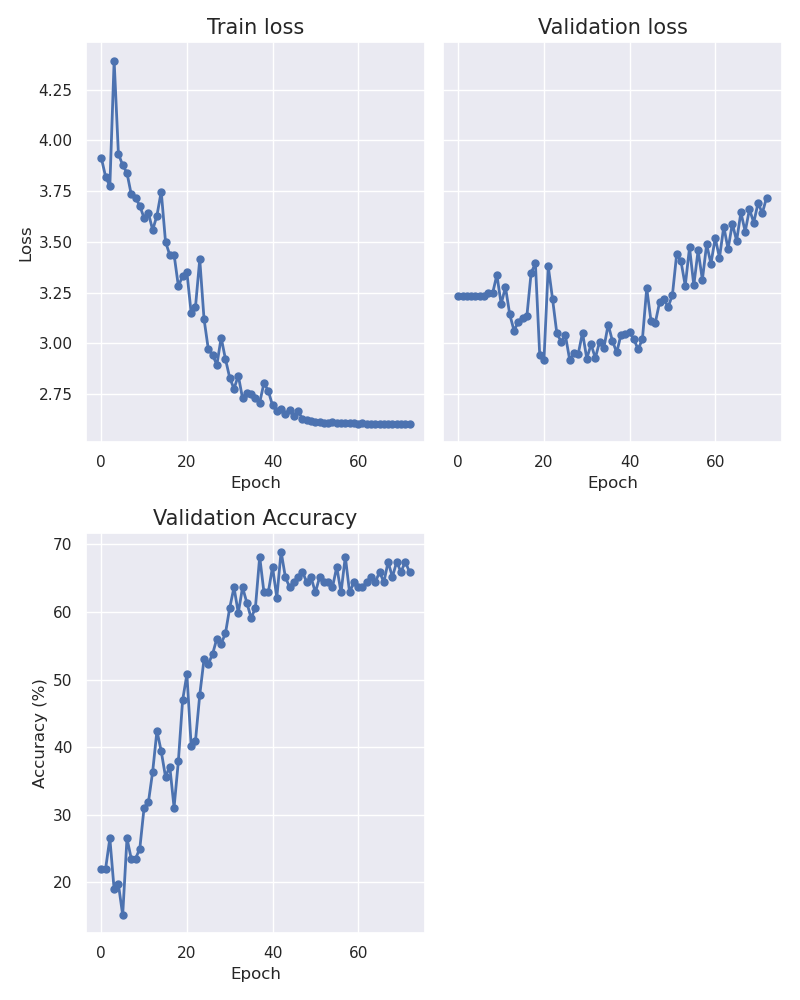 Train loss
Validation loss
4.25
4.00
3.75
3.50
3.25
3.00
2.75
Loss
0 20 40 60
0 20 40 60
Epoch
Epoch
Validation Accuracy
70
60
50
40
30
20
Accuracy (%)
0 20 40 60
Epoch